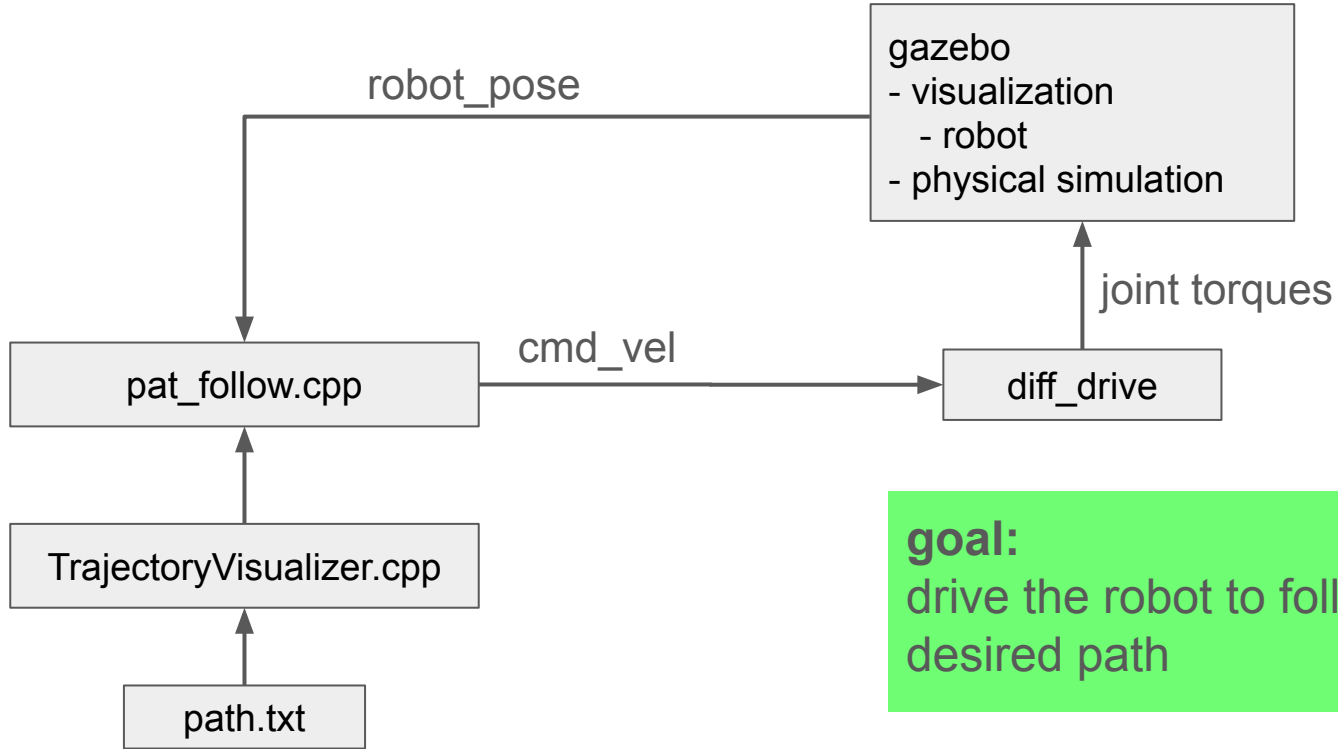 gazebo
- visualization
- robot
- physical simulation
robot_pose
joint torques
cmd_vel
pat_follow.cpp
diff_drive
TrajectoryVisualizer.cpp
path.txt
goal:
drive the robot to foll
desired path